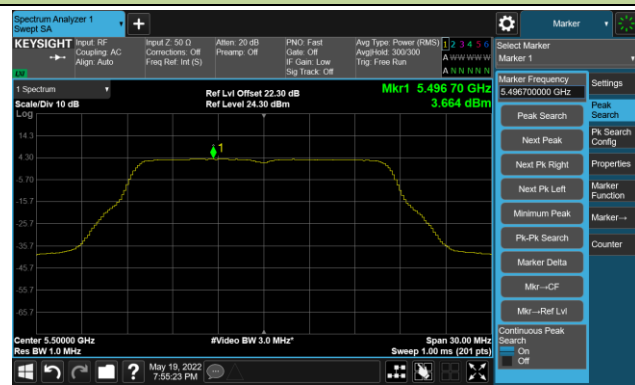 Spectrum Analyzer 1
Swept SA
+
Marker
KEYSIGHT
Input: RF
Coupling: AC
Align: Auto
Input Z: 50 Ω
Corrections: Off
Freq Ref: Int (S)
Atten: 20 dB
Preamp: Off
PNO: Fast
Gate: Off
IF Gain: Low
Sig Track: Off
Avg Type: Power (RMS)
Avg|Hold: 300/300
Trig: Free Run
1 2 3 4 5 6
A W W W W W
A N N N N N
LV
Select Marker
Marker 1
1 Spectrum
Scale/Div 10 dB
Log
Ref Lvl Offset 22.30 dB
Ref Level 24.30 dBm
Mkr1 5.496 70 GHz
3.664 dBm
1
14.3
4.30
-5.70
-15.7
-25.7
-35.7
-45.7
-55.7
-65.7
Center 5.50000 GHz
Res BW 1.0 MHz
#Video BW 3.0 MHz*
Span 30.00 MHz
Sweep 1.00 ms (201 pts)
Marker Frequency
5.496700000 GHz
Peak Search
Next Peak
Next Pk Right
Next Pk Left
Minimum Peak
Pk-Pk Search
Marker Delta
Mkr→CF
Mkr→Ref Lvl
Continuous Peak
Search
On
Off
Settings
Peak
Search
Pk Search
Config
Properties
Marker
Function
Marker→
Counter
?
May 19, 2022
7:55:23 PM